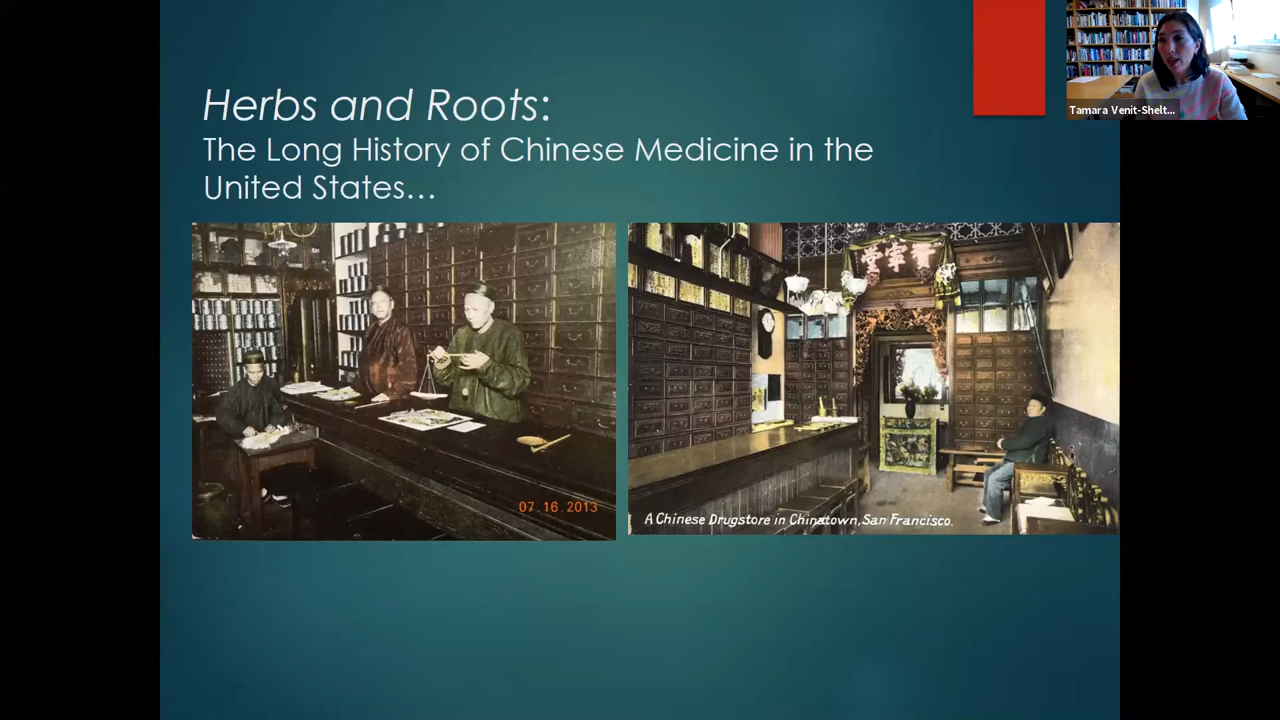 Herbs and Roots:
The Long History of Chinese Medicine in the
United States...
Tamara Venit-Shelt...
07 16 2013
A Chinese Drugstore in Chinatown, San Francisco.